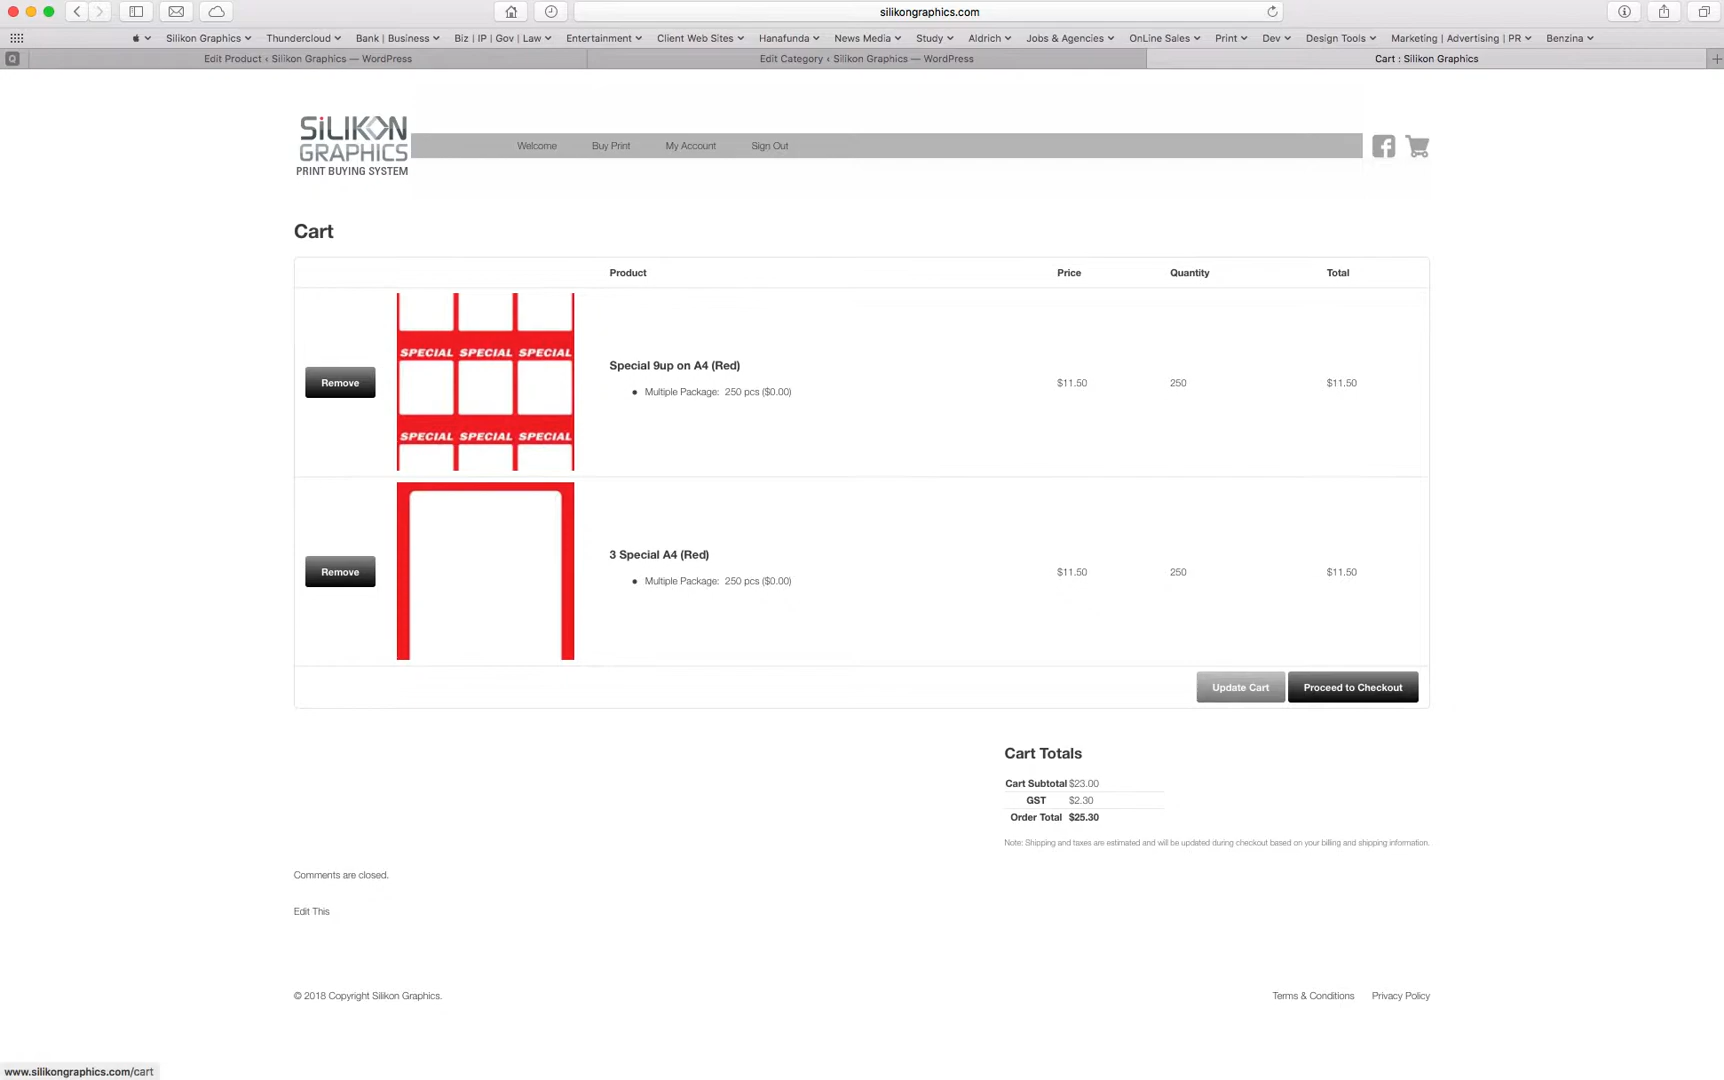 silikongraphics.com
Silikon Graphics
Thundercloud
Bank | Business
Biz | IP | Gov | Law
Entertainment
Client Web Sites
Hanafunda
News Media
Study
Aldrich
Jobs & Agencies
OnLine Sales
Print
Dev
Design Tools
Marketing | Advertising | PR
Benzina
Q
Edit Product ‹ Silikon Graphics — WordPress
Edit Category ‹ Silikon Graphics — WordPress
Cart : Silikon Graphics
SiLIKON
GRAPHICS
PRINT BUYING SYSTEM
Welcome
Buy Print
My Account
Sign Out
Cart
Product
Price
Quantity
Total
Remove
SPECIAL SPECIAL SPECIAL
SPECIAL SPECIAL SPECIAL
Special 9up on A4 (Red)
Multiple Package: 250 pcs ($0.00)
$11.50
250
$11.50
Remove
3 Special A4 (Red)
Multiple Package: 250 pcs ($0.00)
$11.50
250
$11.50
Update Cart
Proceed to Checkout
Cart Totals
Cart Subtotal $23.00
GST $2.30
Order Total $25.30
Note: Shipping and taxes are estimated and will be updated during checkout based on your billing and shipping information.
Comments are closed.
Edit This
© 2018 Copyright Silikon Graphics.
Terms & Conditions
Privacy Policy
www.silikongraphics.com/cart